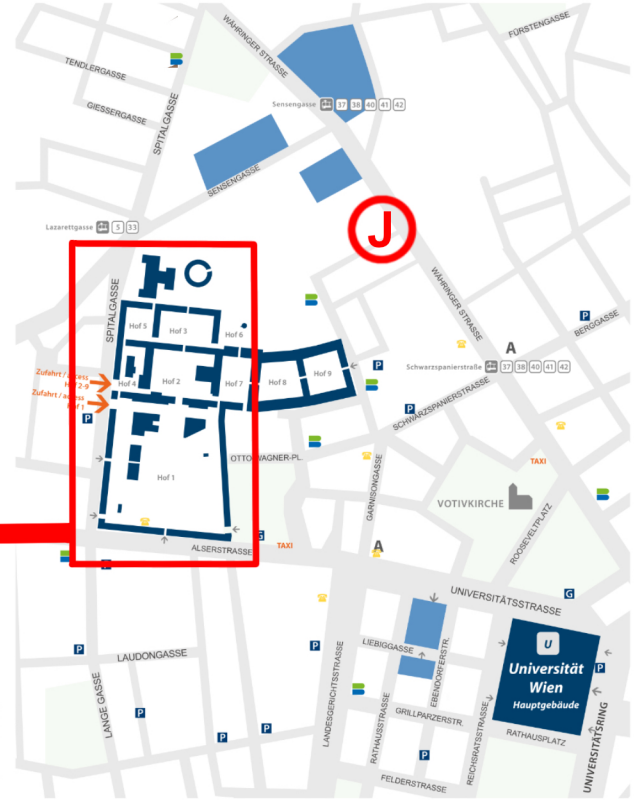 FÜRSTENGASSE
WÄHRINGER STRASSE
TENDLERGASSE
GIESSERGASSE
SPITALGASSE
Sensengasse 37 38 40 41 42
SENSENGASSE
Lazarettgasse 5 33
J
SPITALGASSE
WÄHRINGER STRASSE
BERGGASSE
P
A
Hof 5
Hof 3
Hof 6
Schwarzspanierstraße 37 38 40 41 42
Zufahrt / access
Hof 2-9
Hof 4
Hof 2
Hof 7
Hof 8
Hof 9
P
Zufahrt / access
Hof 1
P
P
SCHWARZSPANIERSTRASSE
OTTO WAGNER-PL.
Hof 1
GARNISONGASSE
TAXI
VOTIVKIRCHE
ROOSEVELTPLATZ
G
ALSERSTRASSE
TAXI
A
UNIVERSITÄTSSTRASSE
G
LAUDONGASSE
P
LANGE GASSE
P
LANDESGERICHTSSTRASSE
LIEBIGGASSE
EBENDORFERSTR.
RATHAUSSTRASSE
GRILLPARZERSTR.
REICHSRATSSTRASSE
U
Universität
Wien
Hauptgebäude
P
RATHAUSPLATZ
UNIVERSITÄTSRING
P
P
P
P
FELDERSTRASSE